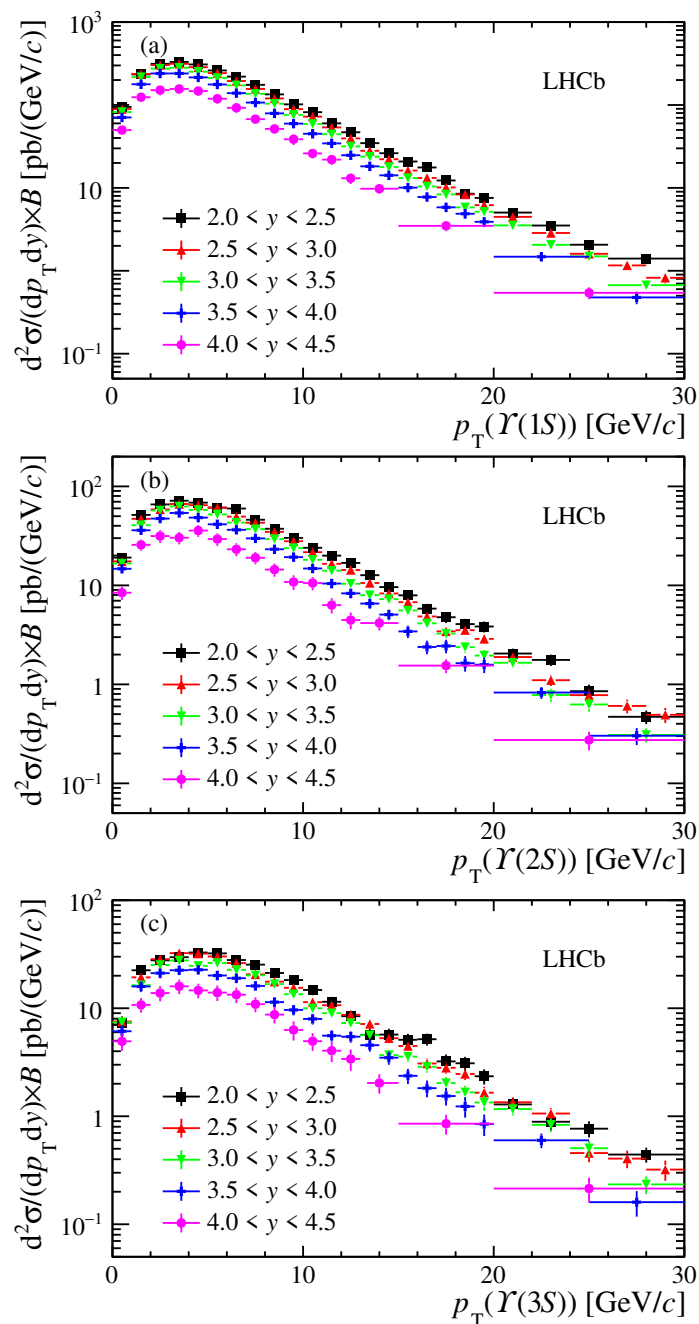 d²σ/(dp_T dy)×B [pb/(GeV/c)]
10³
10
10⁻¹
(a)
LHCb
2.0 < y < 2.5
2.5 < y < 3.0
3.0 < y < 3.5
3.5 < y < 4.0
4.0 < y < 4.5
0 10 20 30
p_T(ϒ(1S)) [GeV/c]
d²σ/(dp_T dy)×B [pb/(GeV/c)]
10²
10
1
10⁻¹
(b)
LHCb
2.0 < y < 2.5
2.5 < y < 3.0
3.0 < y < 3.5
3.5 < y < 4.0
4.0 < y < 4.5
0 10 20 30
p_T(ϒ(2S)) [GeV/c]
d²σ/(dp_T dy)×B [pb/(GeV/c)]
10²
10
1
10⁻¹
(c)
LHCb
2.0 < y < 2.5
2.5 < y < 3.0
3.0 < y < 3.5
3.5 < y < 4.0
4.0 < y < 4.5
0 10 20 30
p_T(ϒ(3S)) [GeV/c]